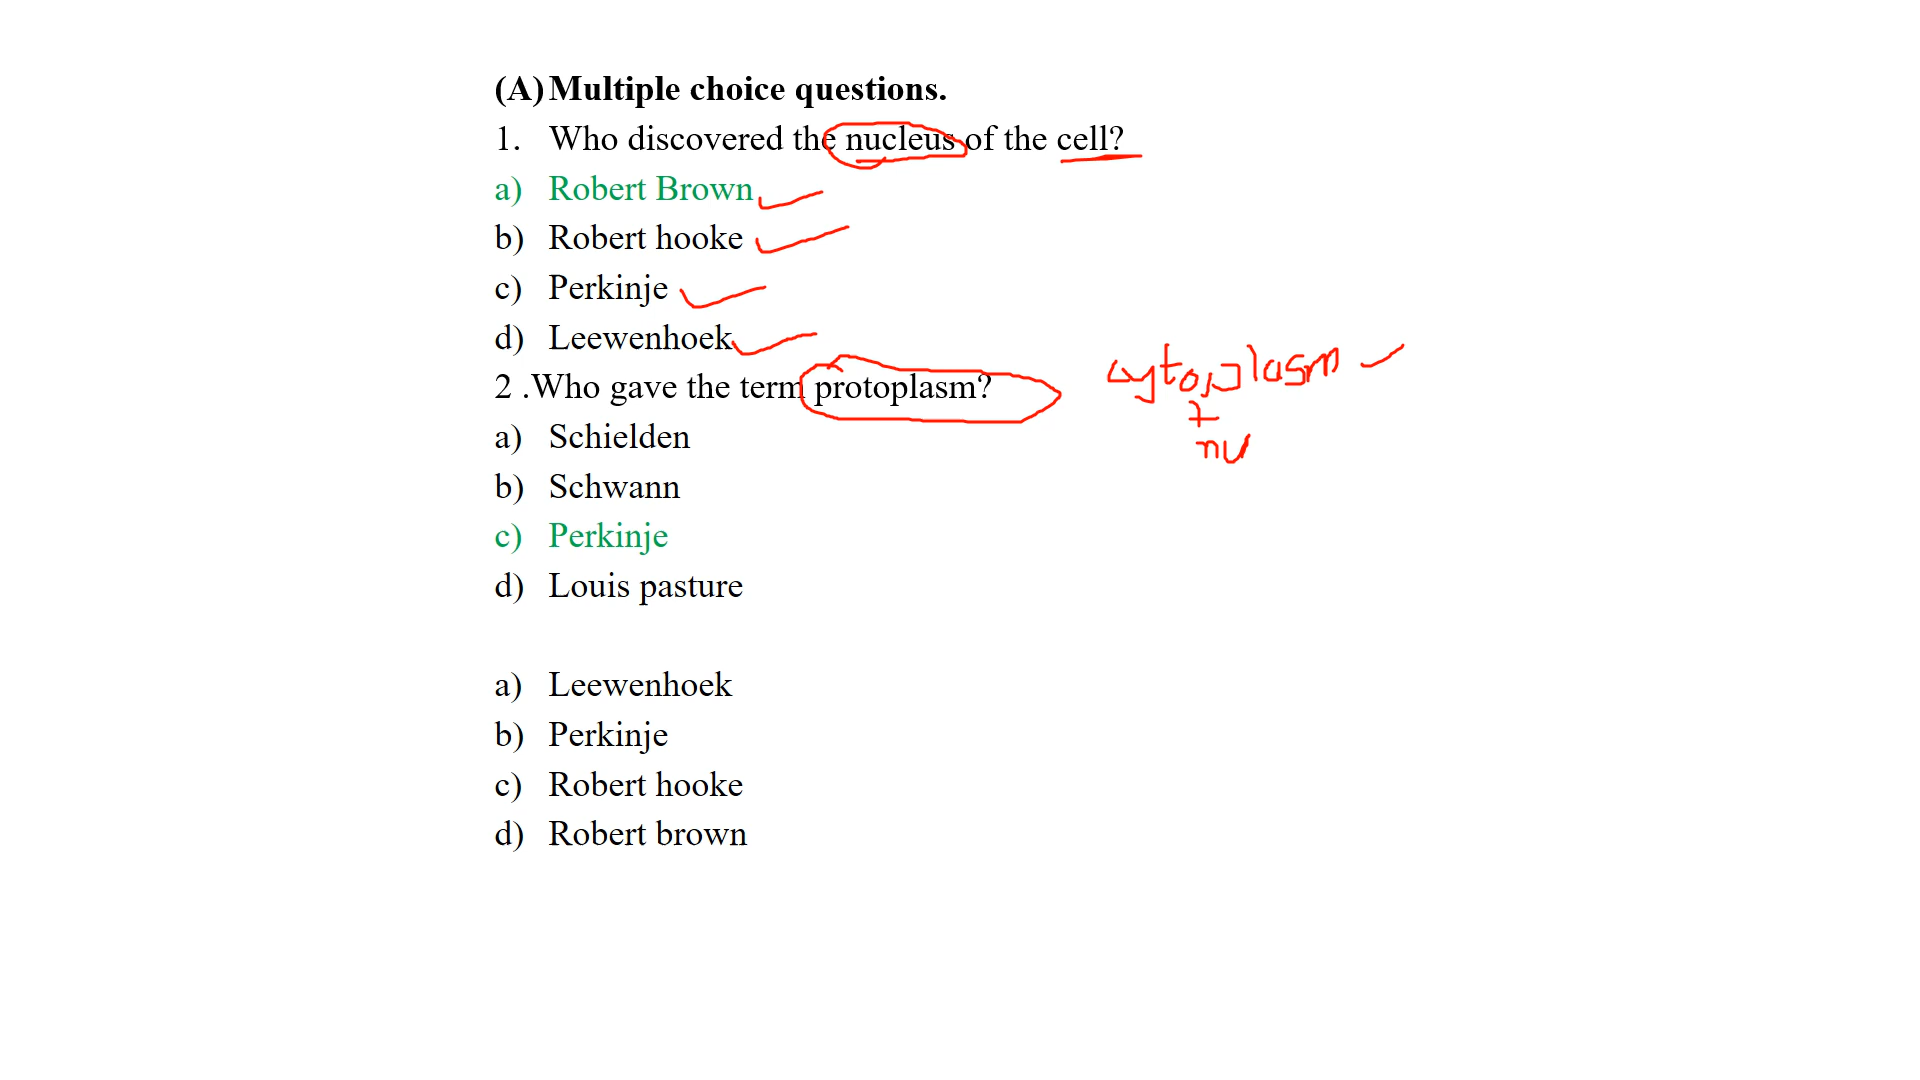 (A) Multiple choice questions.
1. Who discovered the nucleus of the cell?
a) Robert Brown
b) Robert hooke
c) Perkinje
d) Leewenhoek
2 .Who gave the term protoplasm?
cytoplasm
+
nu
a) Schielden
b) Schwann
c) Perkinje
d) Louis pasture
a) Leewenhoek
b) Perkinje
c) Robert hooke
d) Robert brown